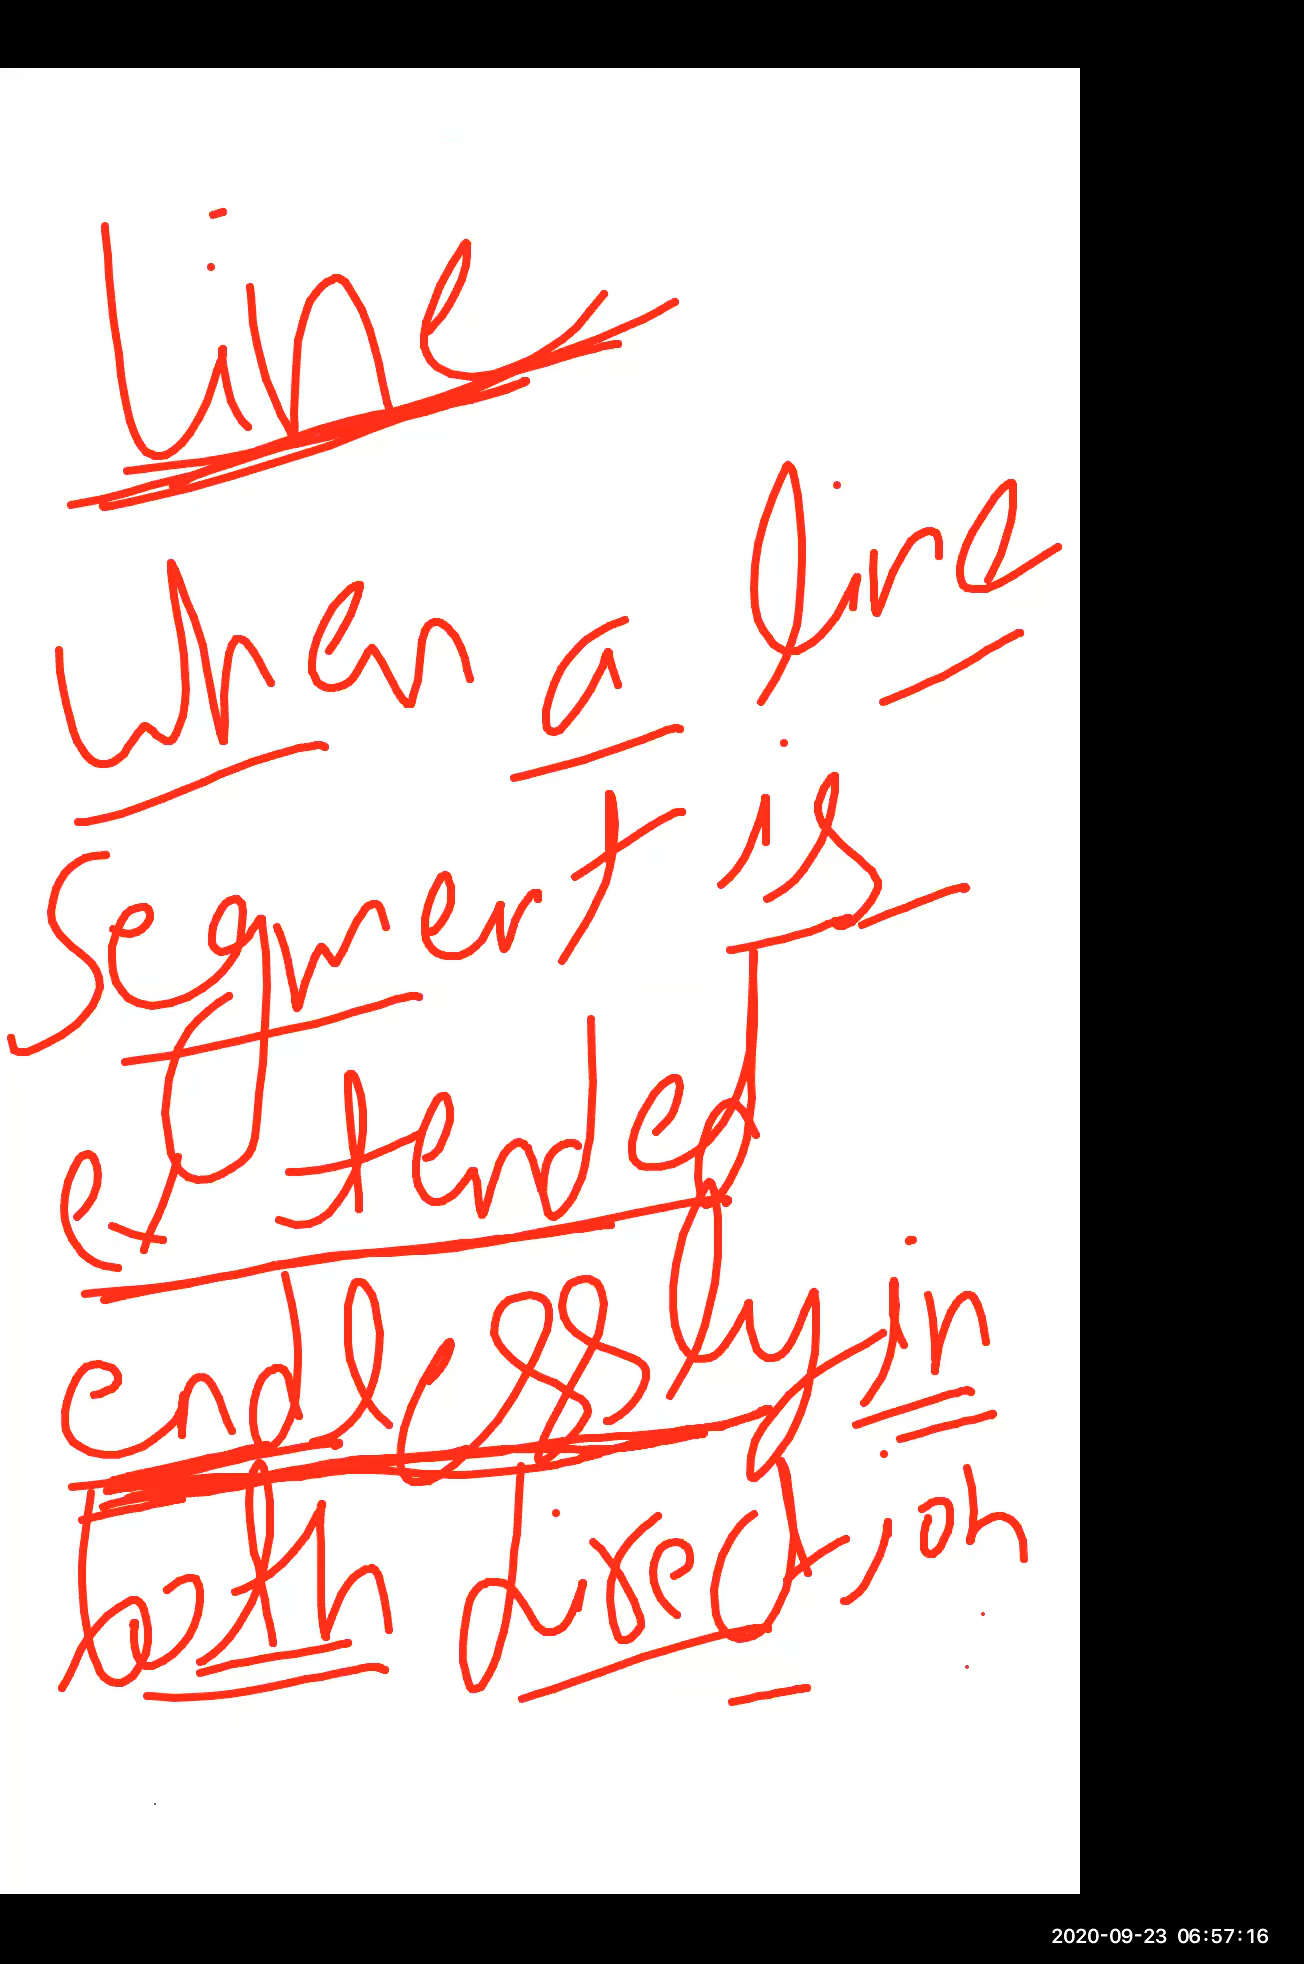 Line
When a line
segment is
extended
endlessly in
both direction
2020-09-23 06:57:16